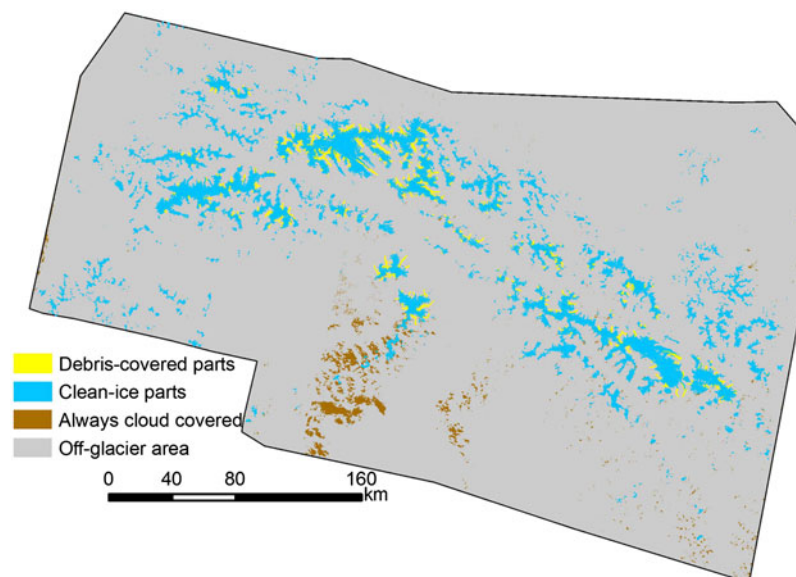 Debris-covered parts
Clean-ice parts
Always cloud covered
Off-glacier area
0 40 80 160
km